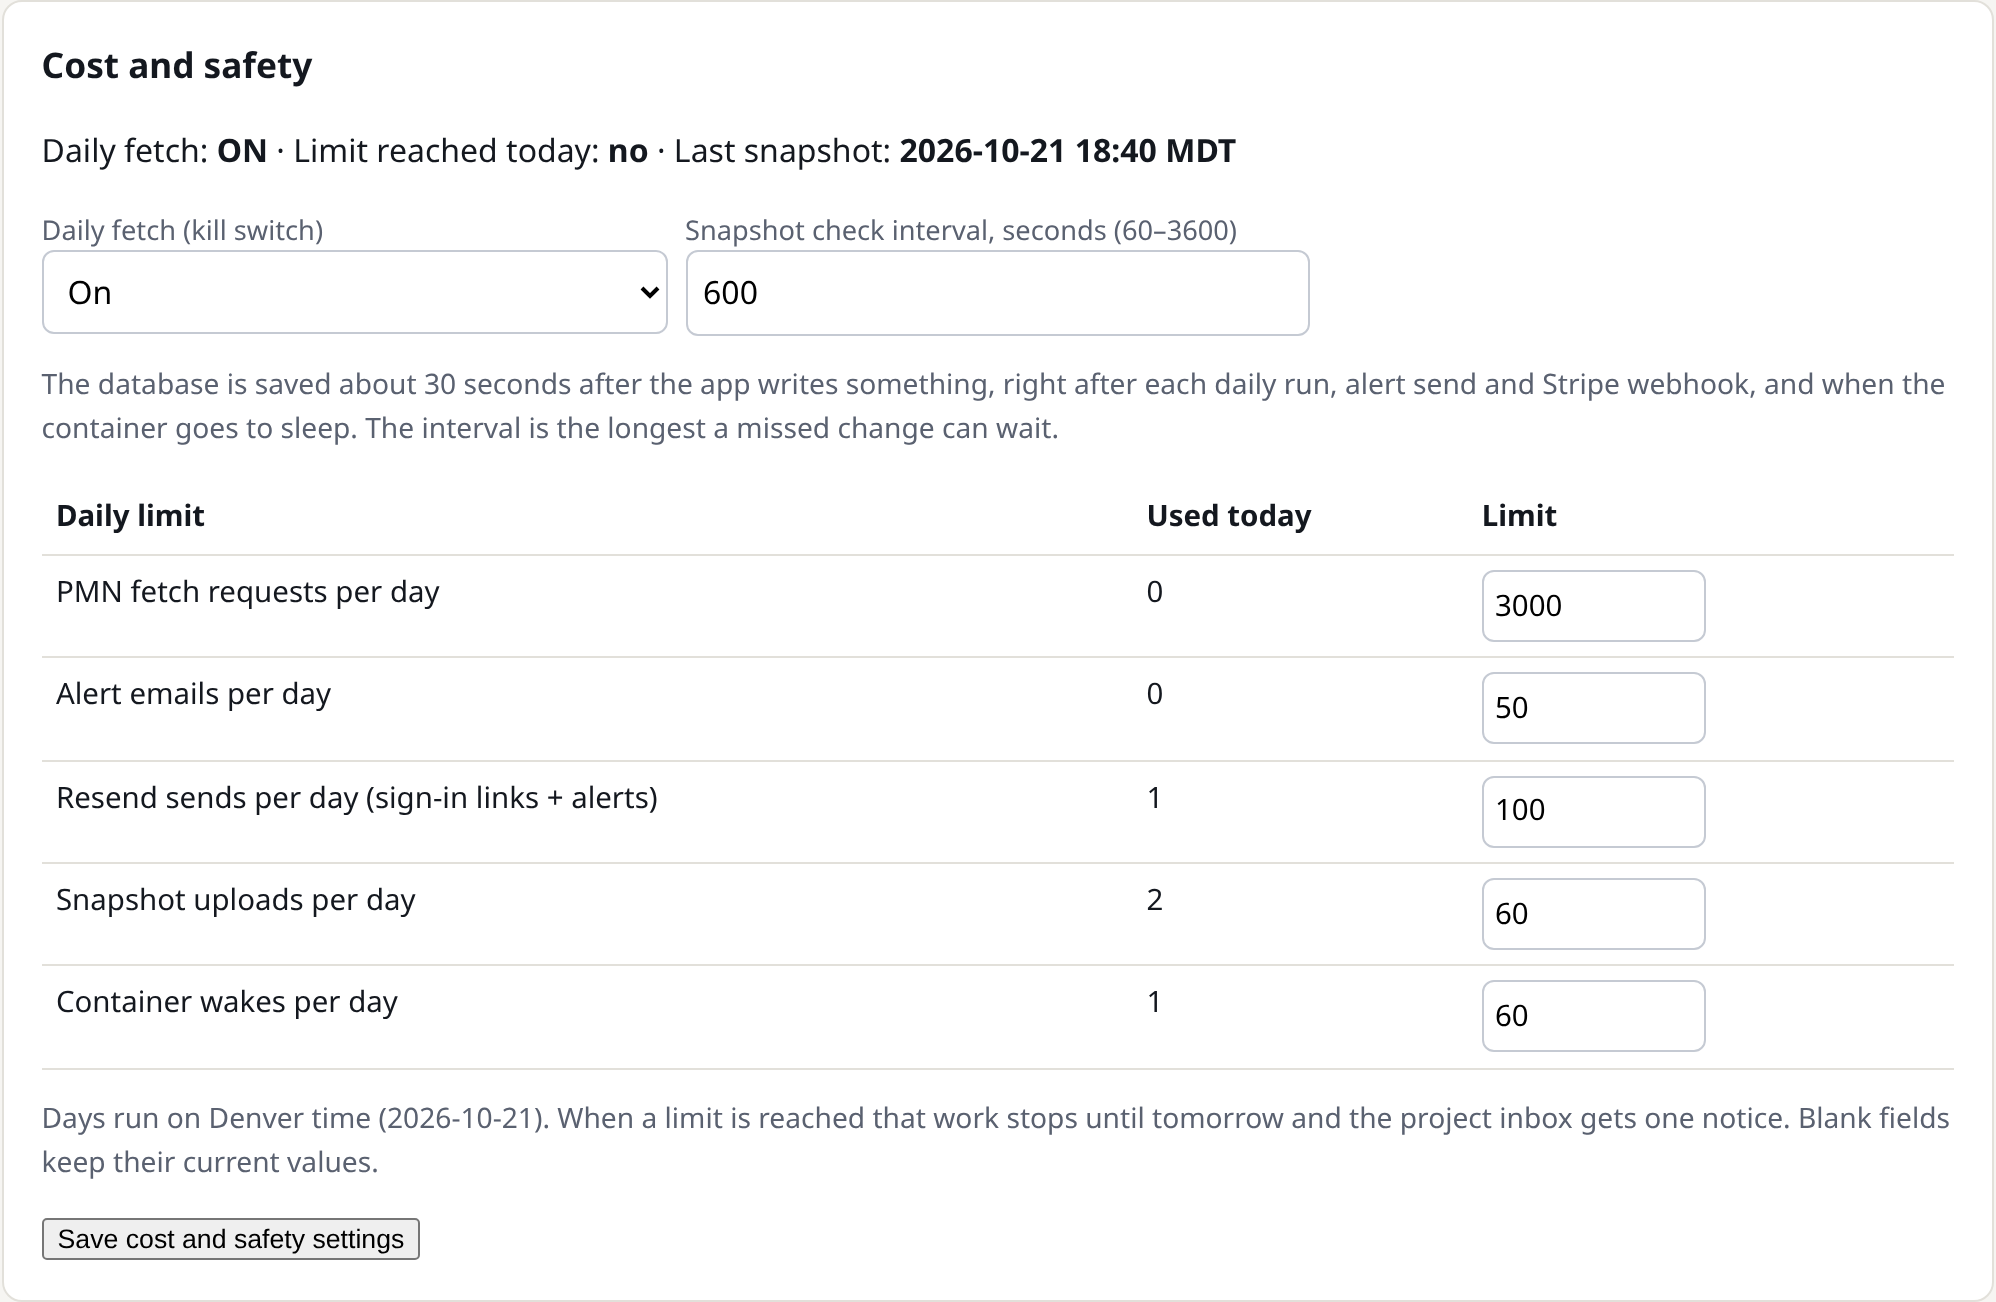 Cost and safety
Daily fetch: ON · Limit reached today: no · Last snapshot: 2026-10-21 18:40 MDT
Daily fetch (kill switch)
Snapshot check interval, seconds (60–3600)
On
600
The database is saved about 30 seconds after the app writes something, right after each daily run, alert send and Stripe webhook, and when the
container goes to sleep. The interval is the longest a missed change can wait.
Daily limit Used today Limit
PMN fetch requests per day 0 3000
Alert emails per day 0 50
Resend sends per day (sign-in links + alerts) 1 100
Snapshot uploads per day 2 60
Container wakes per day 1 60
Days run on Denver time (2026-10-21). When a limit is reached that work stops until tomorrow and the project inbox gets one notice. Blank fields
keep their current values.
Save cost and safety settings